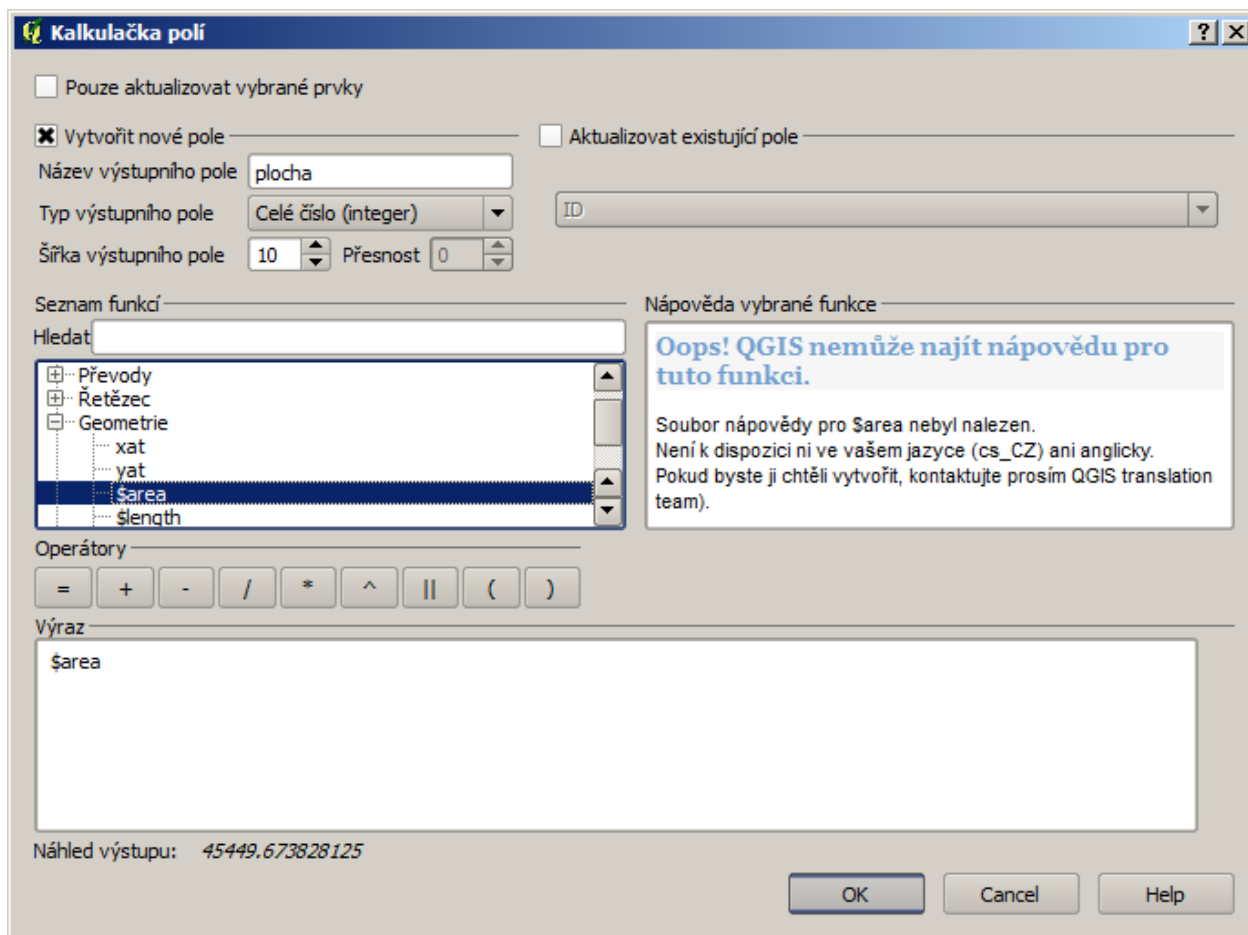 Kalkulačka polí
Pouze aktualizovat vybrané prvky
Vytvořit nové pole
Aktualizovat existující pole
Název výstupního pole plocha
Typ výstupního pole Celé číslo (integer)
ID
Šířka výstupního pole 10 Přesnost 0
Seznam funkcí
Hledat
Převody
Řetězec
Geometrie
xat
yat
$area
$length
Nápověda vybrané funkce
Oops! QGIS nemůže najít nápovědu pro
tuto funkci.
Soubor nápovědy pro $area nebyl nalezen.
Není k dispozici ni ve vašem jazyce (cs_CZ) ani anglicky.
Pokud byste ji chtěli vytvořit, kontaktujte prosím QGIS translation
team).
Operátory
= + - / * ^ || ( )
Výraz
$area
Náhled výstupu: 45449.673828125
OK Cancel Help